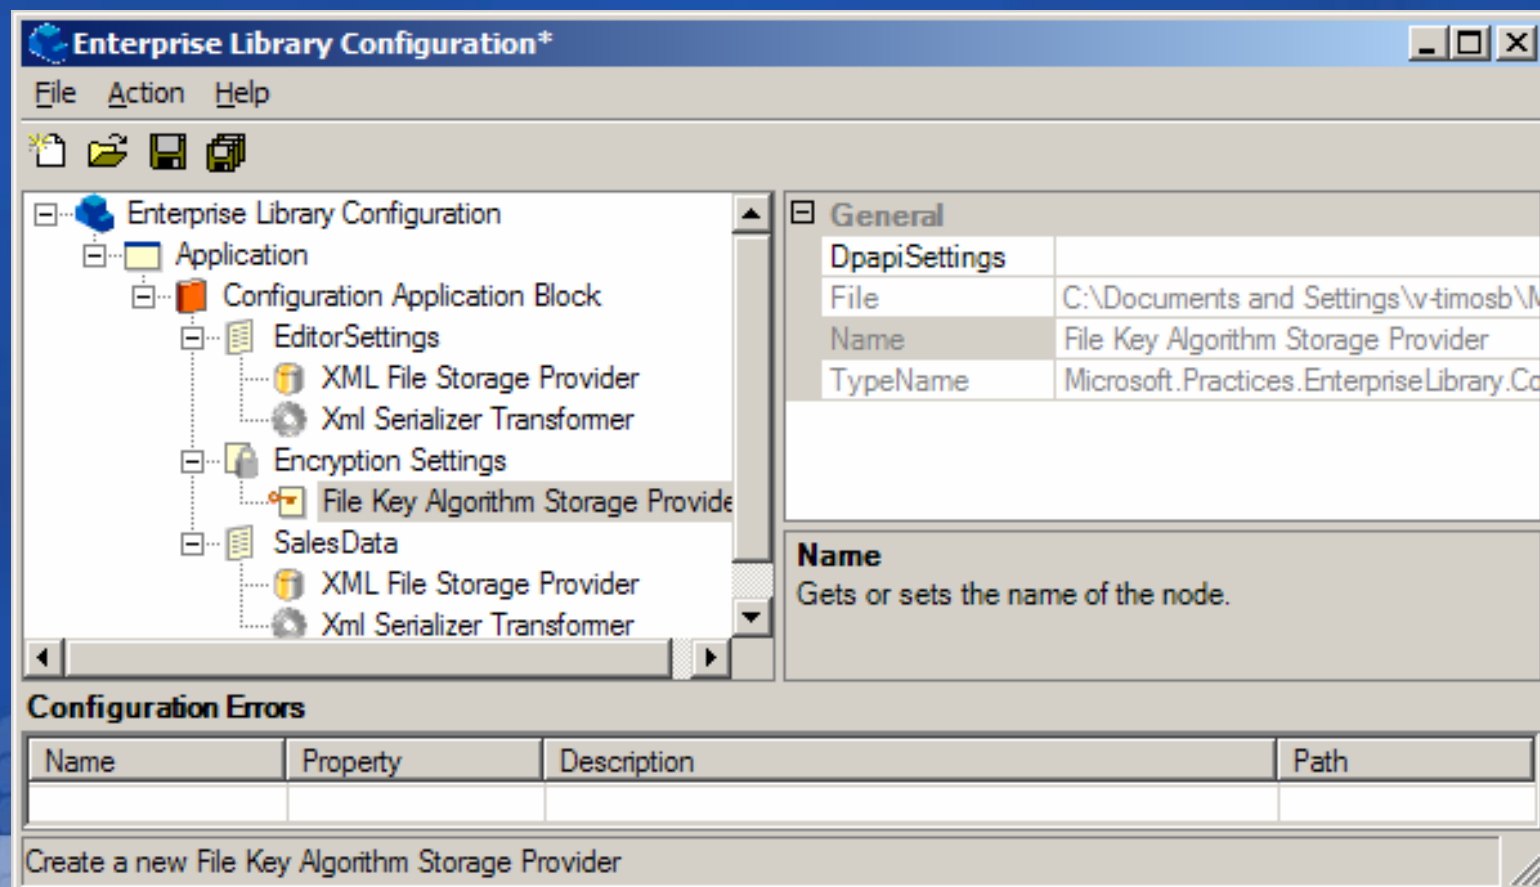 Enterprise Library Configuration*
File Action Help
Enterprise Library Configuration
Application
Configuration Application Block
EditorSettings
XML File Storage Provider
Xml Serializer Transformer
Encryption Settings
File Key Algorithm Storage Provide
SalesData
XML File Storage Provider
Xml Serializer Transformer
General
DpapiSettings
File C:\Documents and Settings\v-timosb\M
Name File Key Algorithm Storage Provider
TypeName Microsoft.Practices.EnterpriseLibrary.Co
Name
Gets or sets the name of the node.
Configuration Errors
Name Property Description Path
Create a new File Key Algorithm Storage Provider